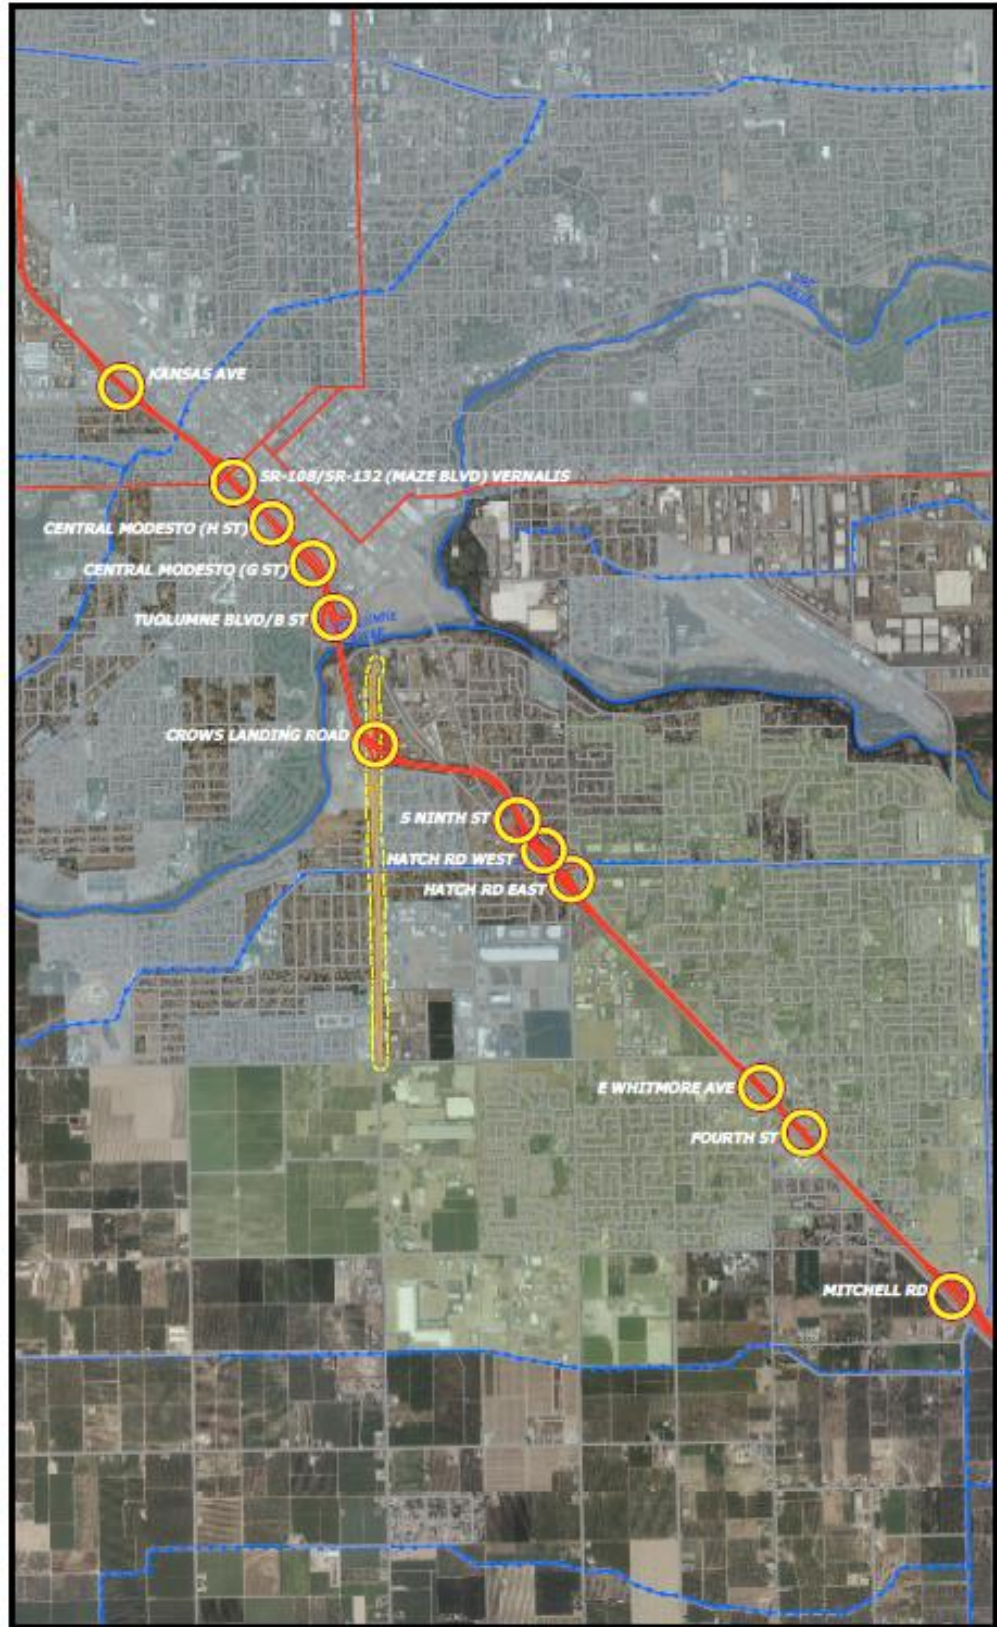 KANSAS AVE
SR-108/SR-132 (MAZE BLVD) VERNALIS
CENTRAL MODESTO (H ST)
CENTRAL MODESTO (G ST)
TUOLUMNE BLVD/B ST
CROWS LANDING ROAD
S NINTH ST
HATCH RD WEST
HATCH RD EAST
E WHITMORE AVE
FOURTH ST
MITCHELL RD